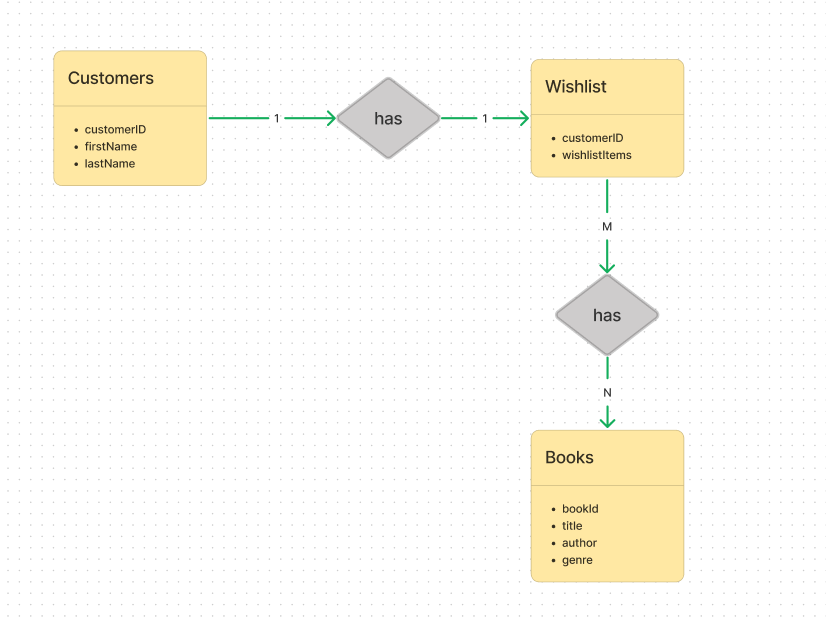 Customers
customerID
firstName
lastName
1
has
1
Wishlist
customerID
wishlistItems
M
has
N
Books
bookId
title
author
genre